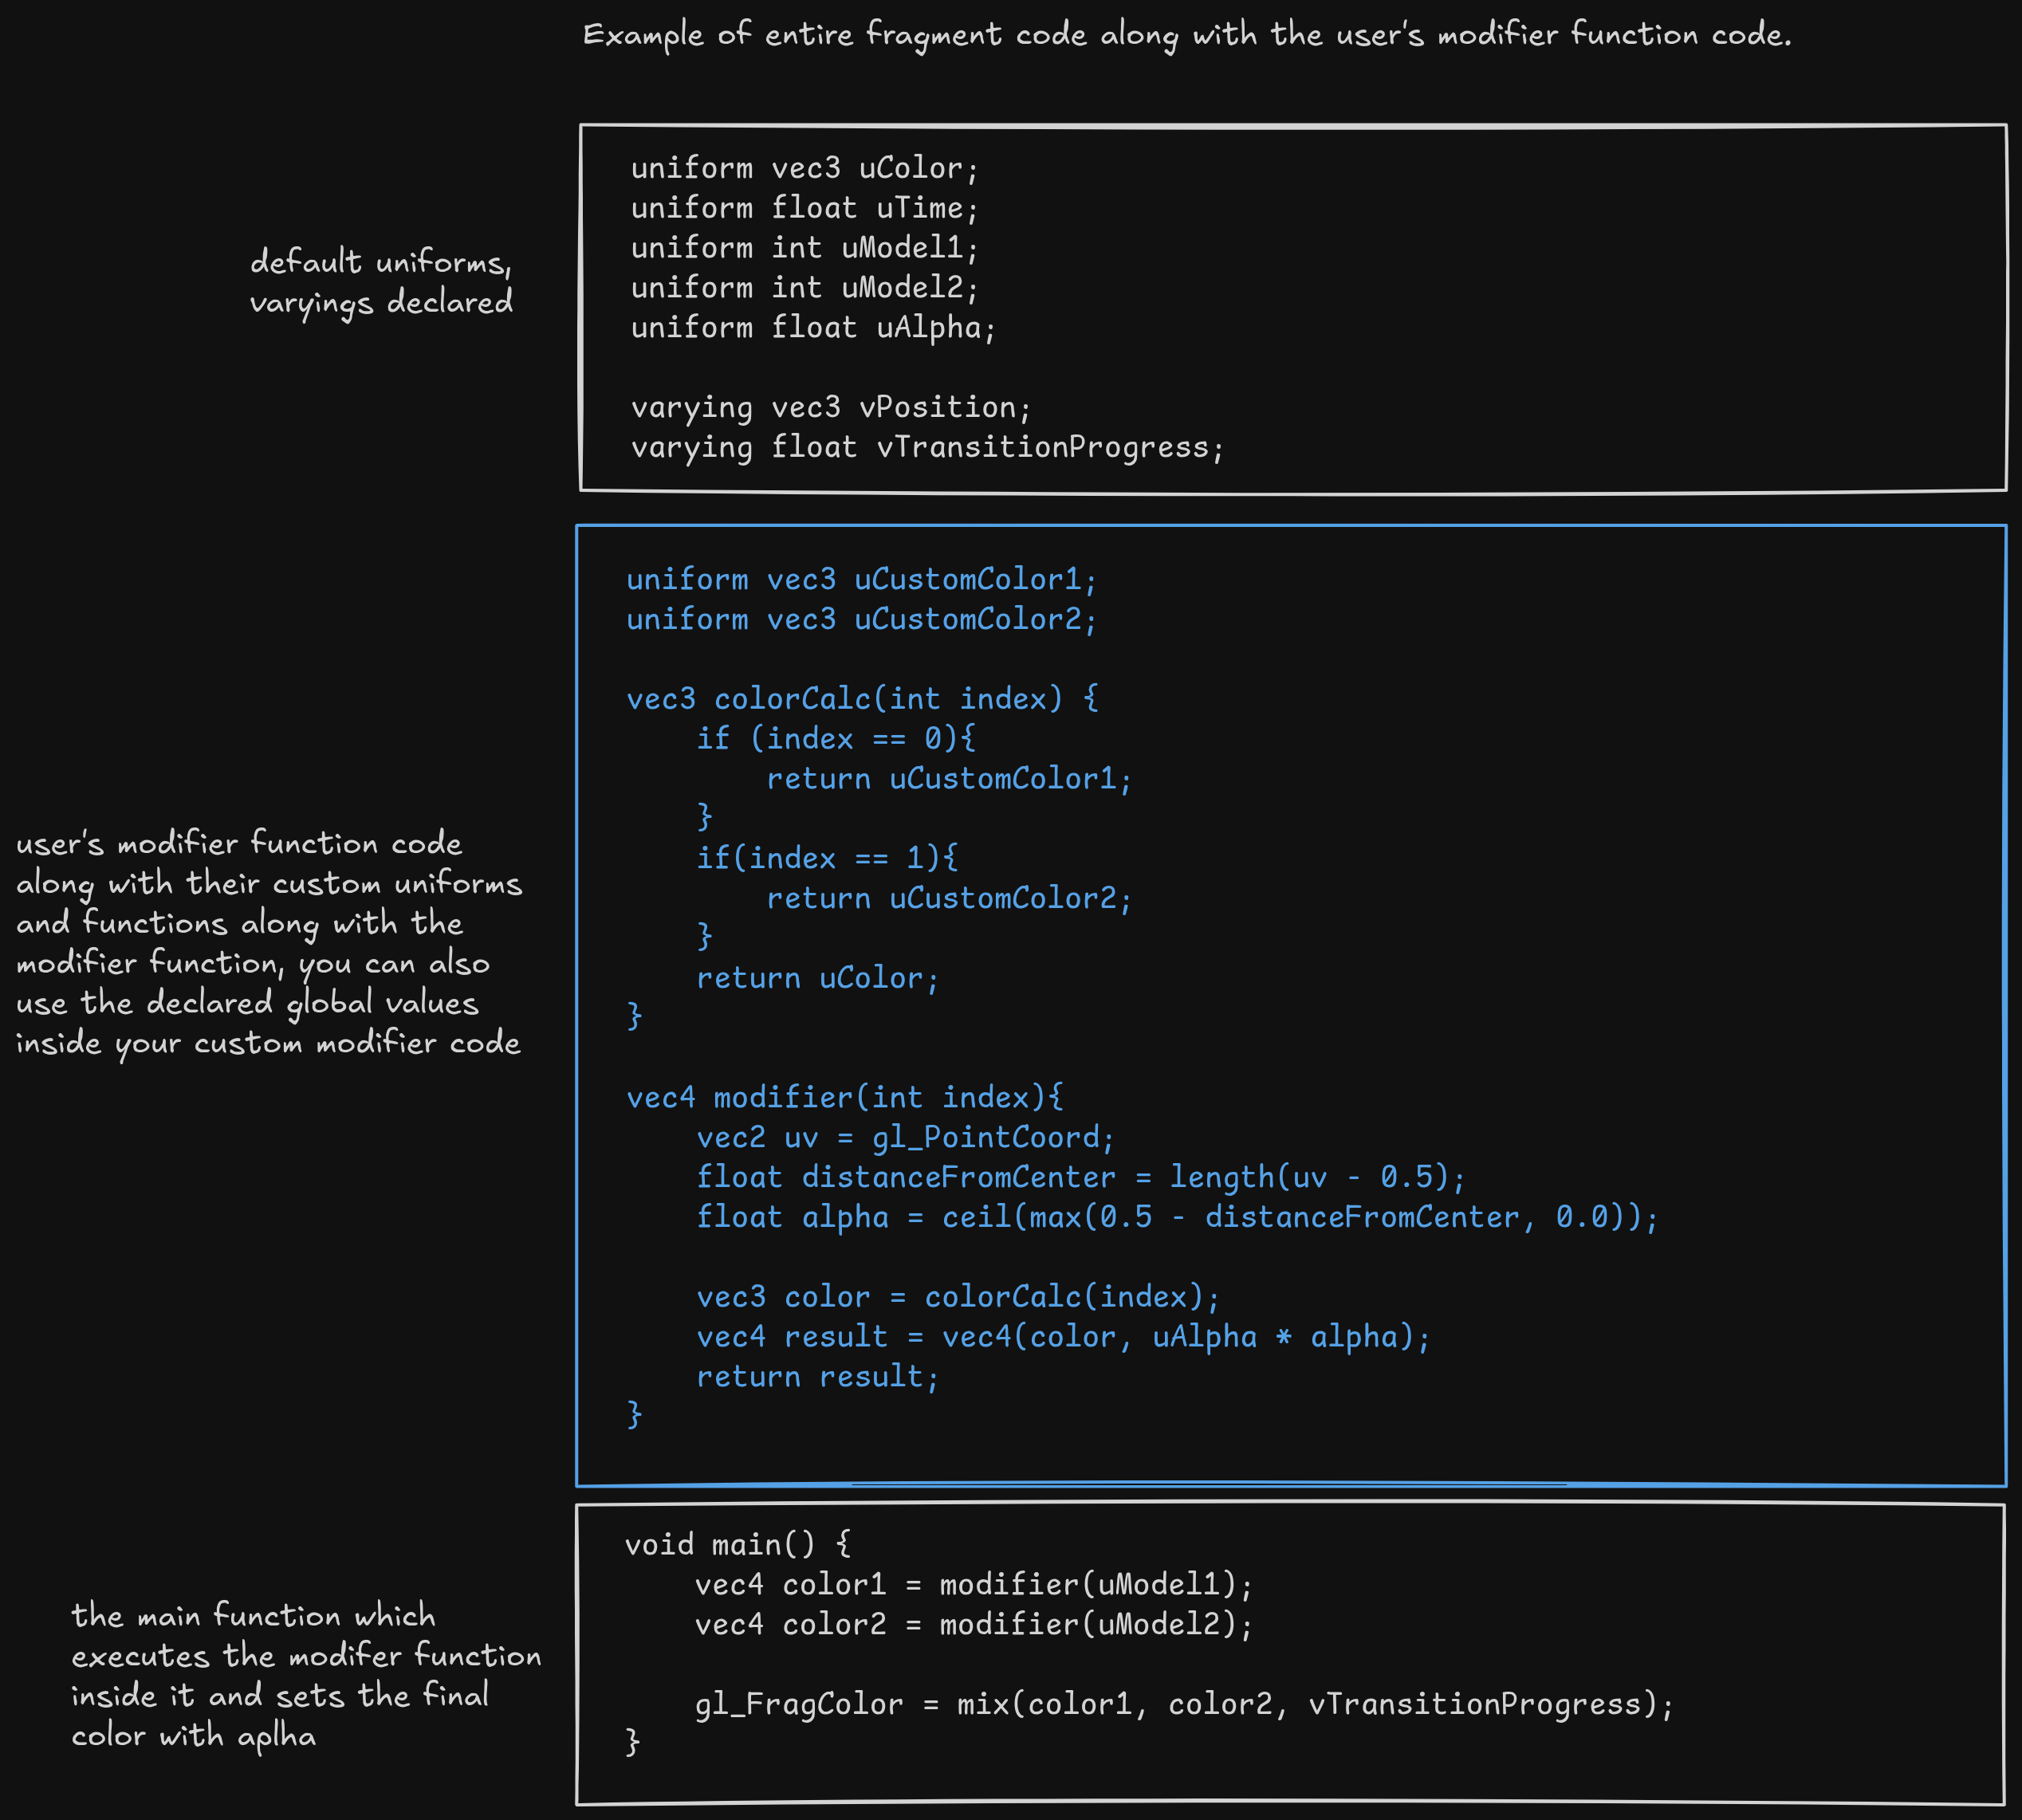 Example of entire fragment code along with the user's modifier function code.
default uniforms,
varyings declared
uniform vec3 uColor;
uniform float uTime;
uniform int uModel1;
uniform int uModel2;
uniform float uAlpha;
varying vec3 vPosition;
varying float vTransitionProgress;
user's modifier function code
along with their custom uniforms
and functions along with the
modifier function, you can also
use the declared global values
inside your custom modifier code
uniform vec3 uCustomColor1;
uniform vec3 uCustomColor2;
vec3 colorCalc(int index) {
if (index == 0){
return uCustomColor1;
}
if(index == 1){
return uCustomColor2;
}
return uColor;
}
vec4 modifier(int index){
vec2 uv = gl_PointCoord;
float distanceFromCenter = length(uv - 0.5);
float alpha = ceil(max(0.5 - distanceFromCenter, 0.0));
vec3 color = colorCalc(index);
vec4 result = vec4(color, uAlpha * alpha);
return result;
}
the main function which
executes the modifer function
inside it and sets the final
color with aplha
void main() {
vec4 color1 = modifier(uModel1);
vec4 color2 = modifier(uModel2);
gl_FragColor = mix(color1, color2, vTransitionProgress);
}